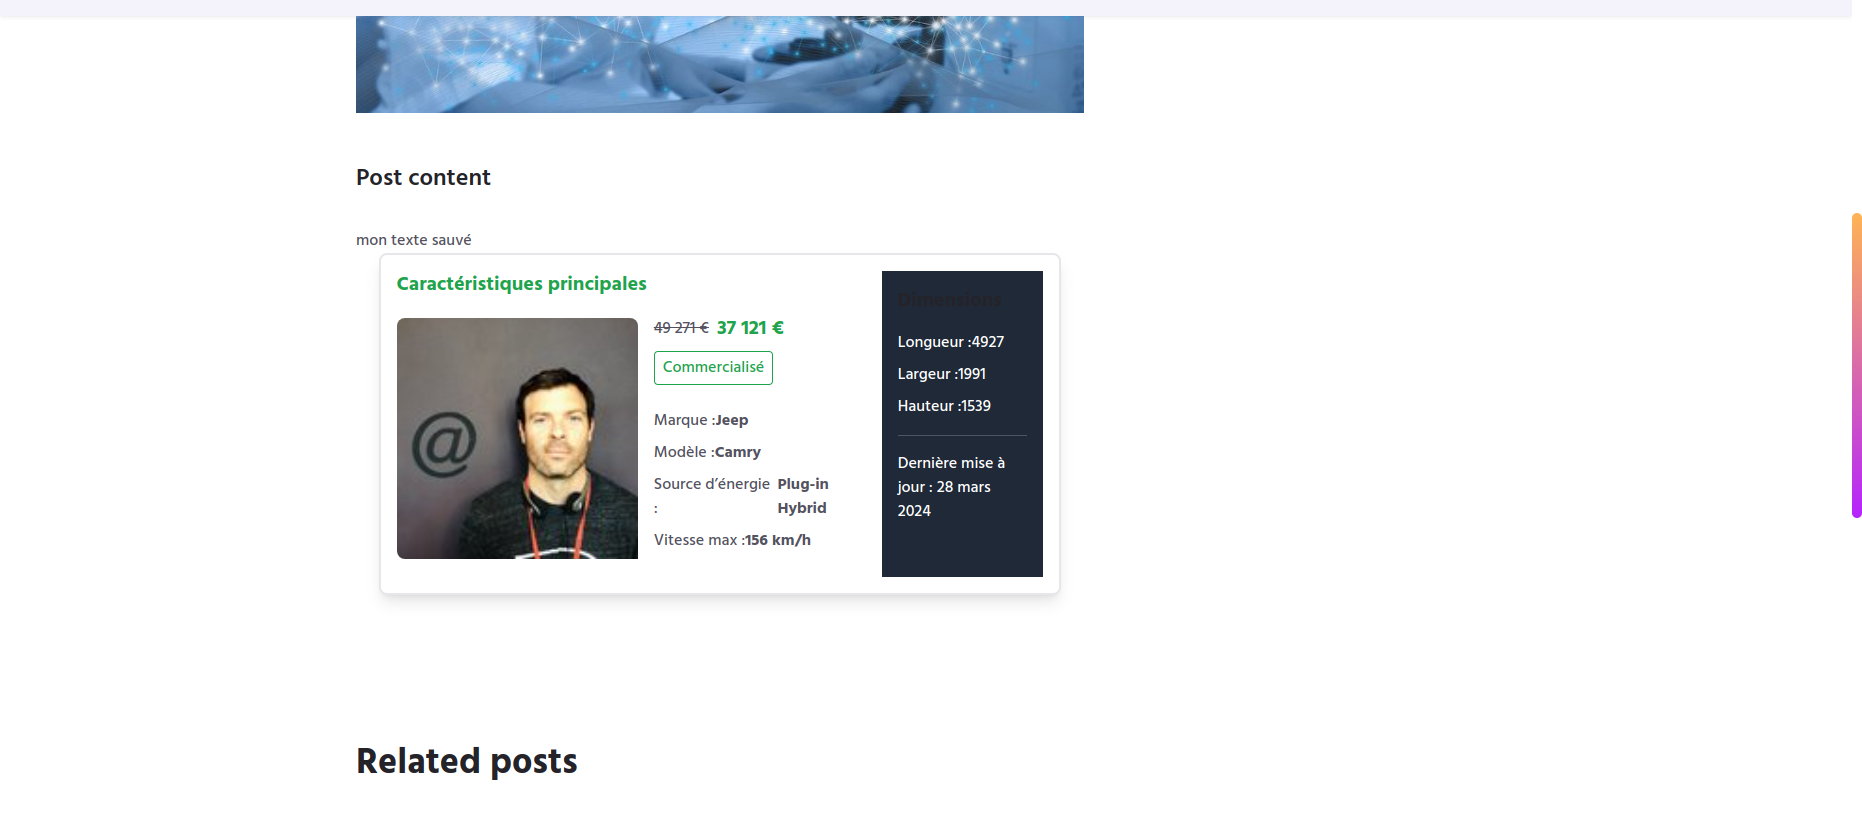 Post content
mon texte sauvé
Caractéristiques principales
@
49 271 € 37 121 €
Commercialisé
Marque :Jeep
Modèle :Camry
Source d’énergie : Plug-in Hybrid
Vitesse max :156 km/h
Dimensions
Longueur :4927
Largeur :1991
Hauteur :1539
Dernière mise à
jour : 28 mars
2024
Related posts